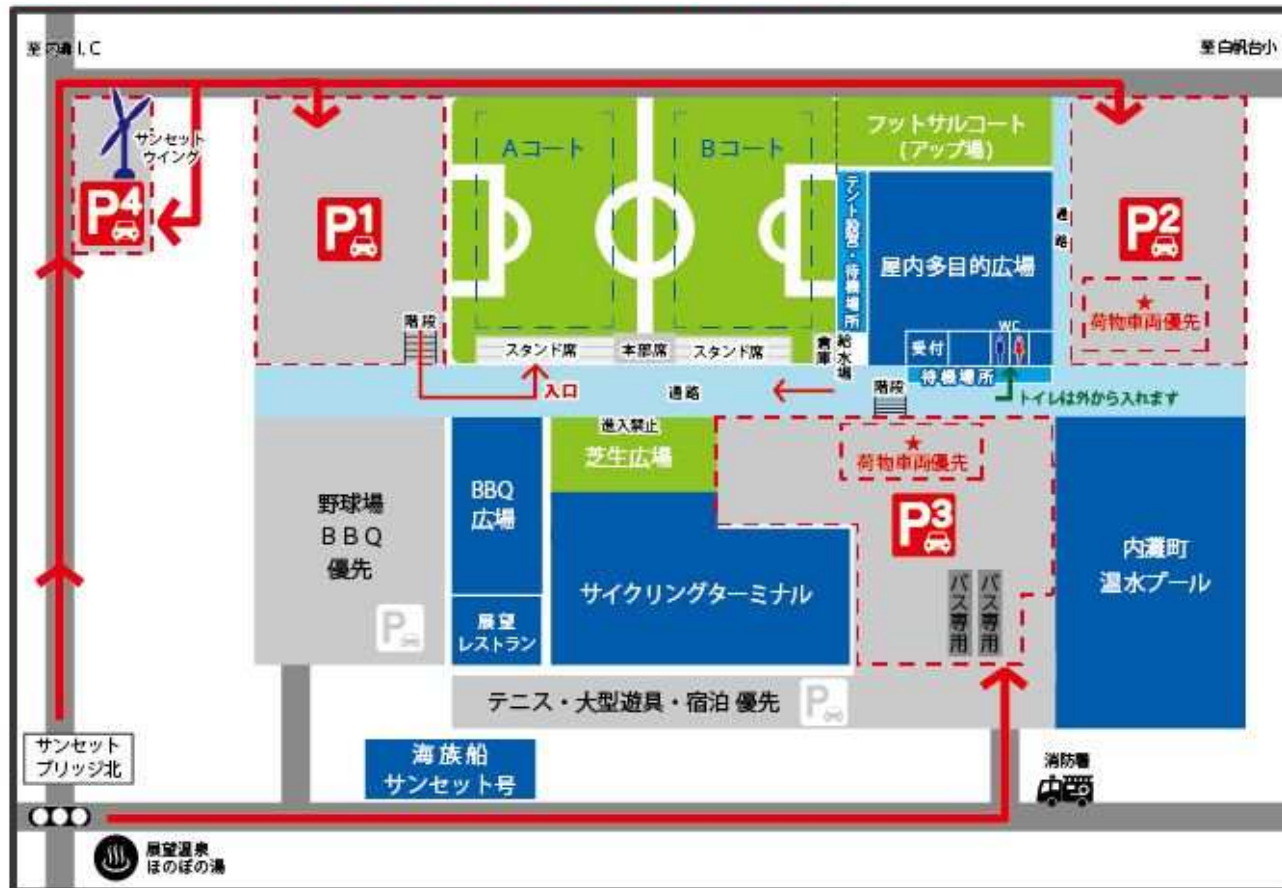 至 内灘 I.C
至 白帆台小
サンセット
ウイング
P4
P1
Aコート
Bコート
フットサルコート
(アップ場)
テント設営・待機場所
屋内多目的広場
通路
P2
★
荷物車両優先
階段
スタンド席
本部席
スタンド席
倉庫
給水場
受付
WC
待機場所
入口
通路
階段
トイレは外から入れます
進入禁止
芝生広場
★
荷物車両優先
野球場
BBQ
優先
P
BBQ
広場
P3
内灘町
温水プール
サイクリングターミナル
バス専用
バス専用
展望
レストラン
テニス・大型遊具・宿泊 優先
P
サンセット
ブリッジ北
海族船
サンセット号
消防署
展望温泉
ほのぼの湯